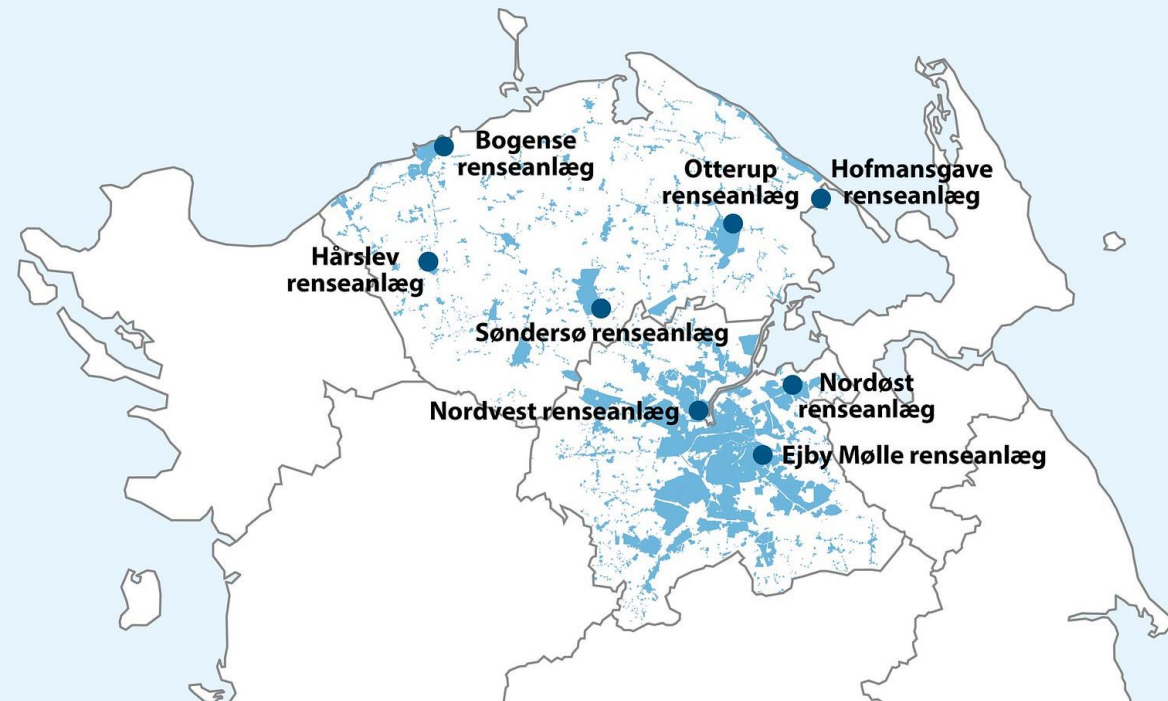 Bogense
renseanlæg
Otterup
renseanlæg
Hofmansgave
renseanlæg
Hårslev
renseanlæg
Søndersø renseanlæg
Nordvest renseanlæg
Nordøst
renseanlæg
Ejby Mølle renseanlæg